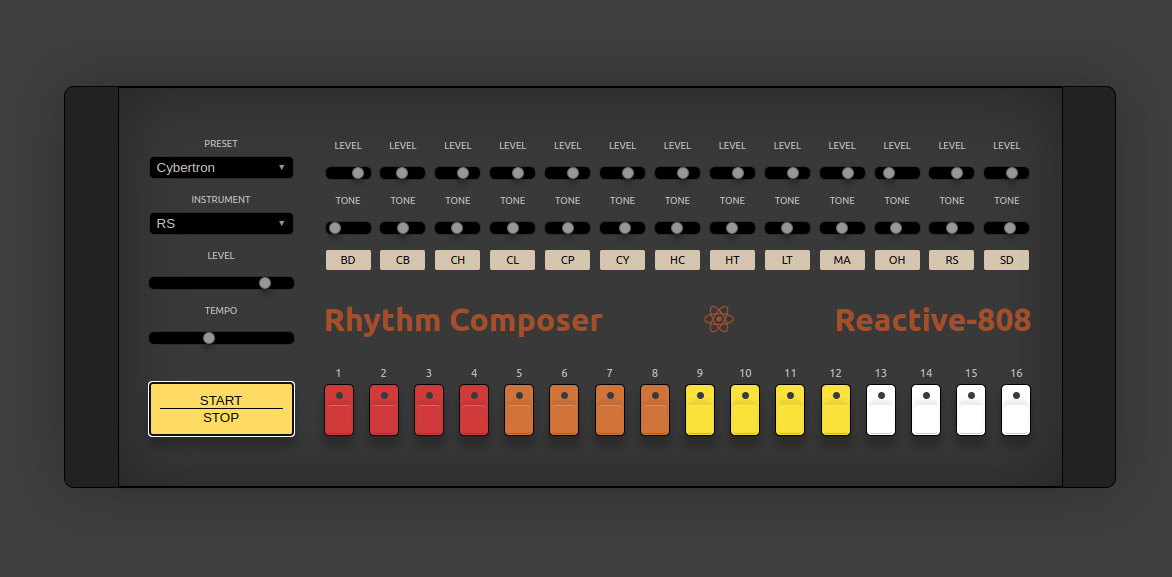 PRESET
Cybertron
INSTRUMENT
RS
LEVEL
TEMPO
START
STOP
LEVEL LEVEL LEVEL LEVEL LEVEL LEVEL LEVEL LEVEL LEVEL LEVEL LEVEL LEVEL LEVEL
TONE TONE TONE TONE TONE TONE TONE TONE TONE TONE TONE TONE TONE
BD CB CH CL CP CY HC HT LT MA OH RS SD
Rhythm Composer Reactive-808
1 2 3 4 5 6 7 8 9 10 11 12 13 14 15 16